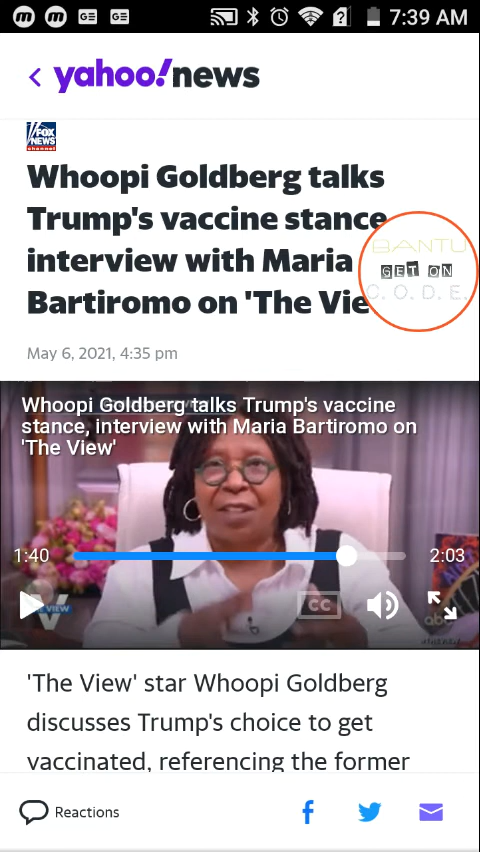 7:39 AM
yahoo!news
FOX
NEWS
channel
Whoopi Goldberg talks
Trump's vaccine stance
interview with Maria
Bartiromo on 'The Vie
BANTU
GET ON
C.O.D.E.
May 6, 2021, 4:35 pm
Whoopi Goldberg talks Trump's vaccine
stance, interview with Maria Bartiromo on
'The View'
1:40
2:03
CC
VIEW
abc
'The View' star Whoopi Goldberg
discusses Trump's choice to get
vaccinated, referencing the former
Reactions